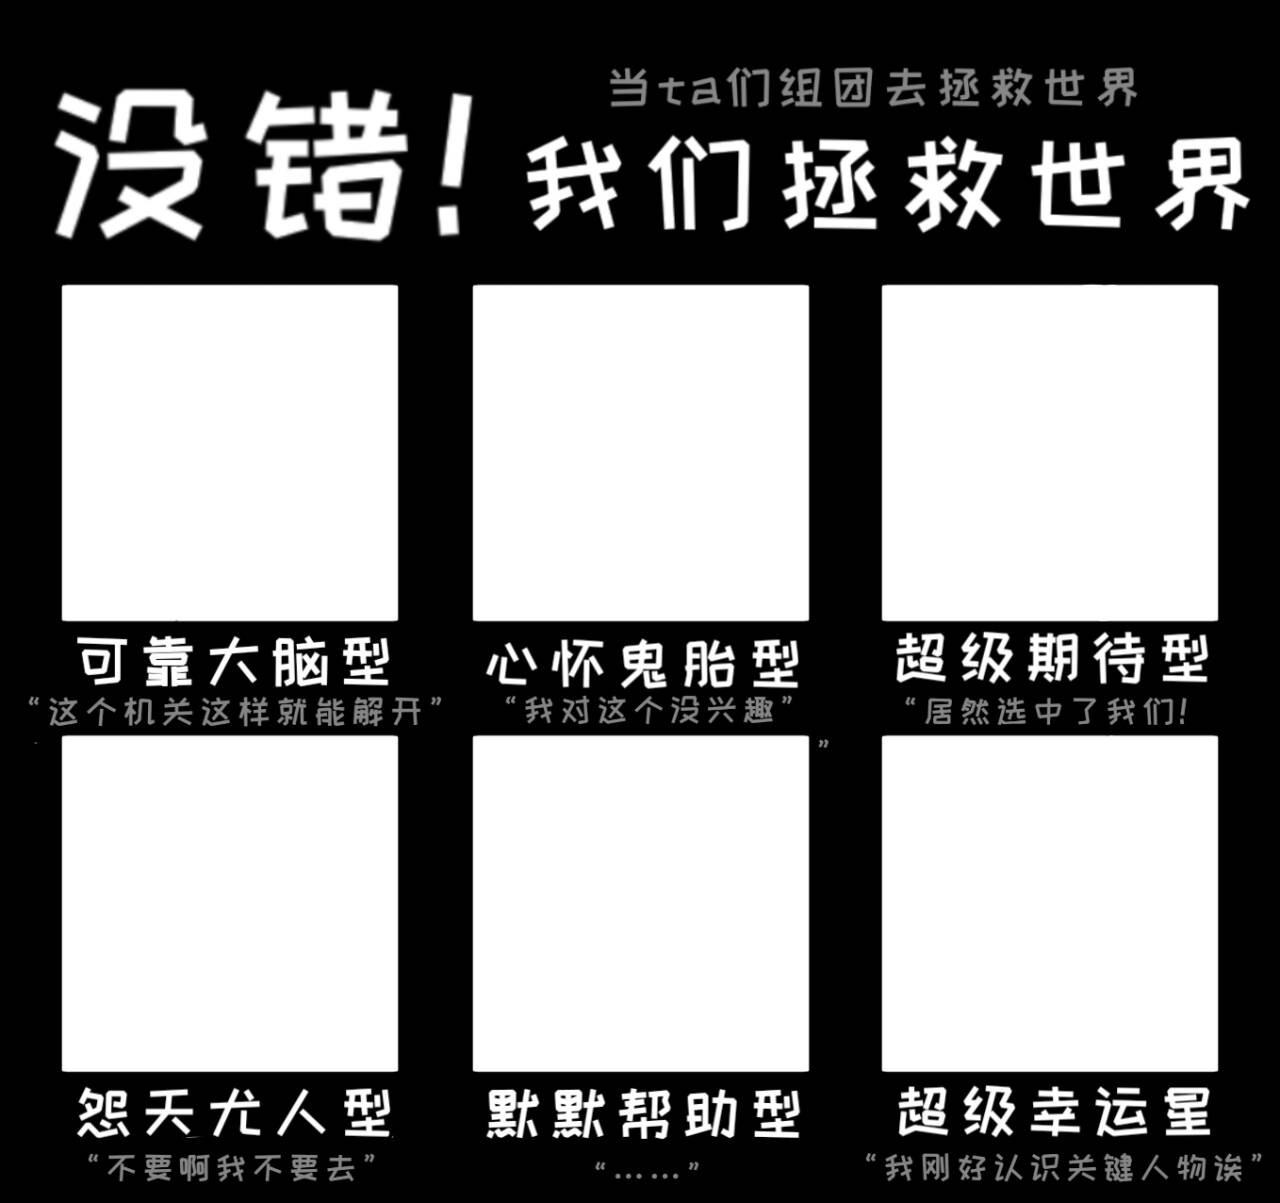 当ta们组团去拯救世界
没错！我们拯救世界
可靠大脑型
“这个机关这样就能解开”
心怀鬼胎型
“我对这个没兴趣”
超级期待型
“居然选中了我们！
”
怨天尤人型
“不要啊我不要去”
默默帮助型
“……”
超级幸运星
“我刚好认识关键人物诶”